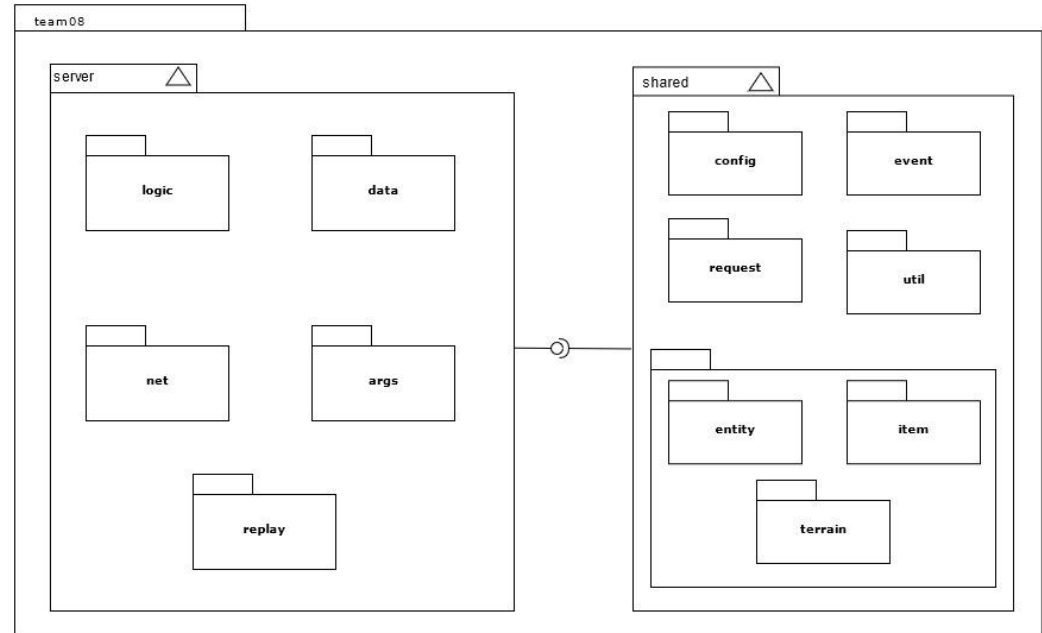 team08
server
shared
config
event
logic
data
request
util
net
args
entity
item
replay
terrain